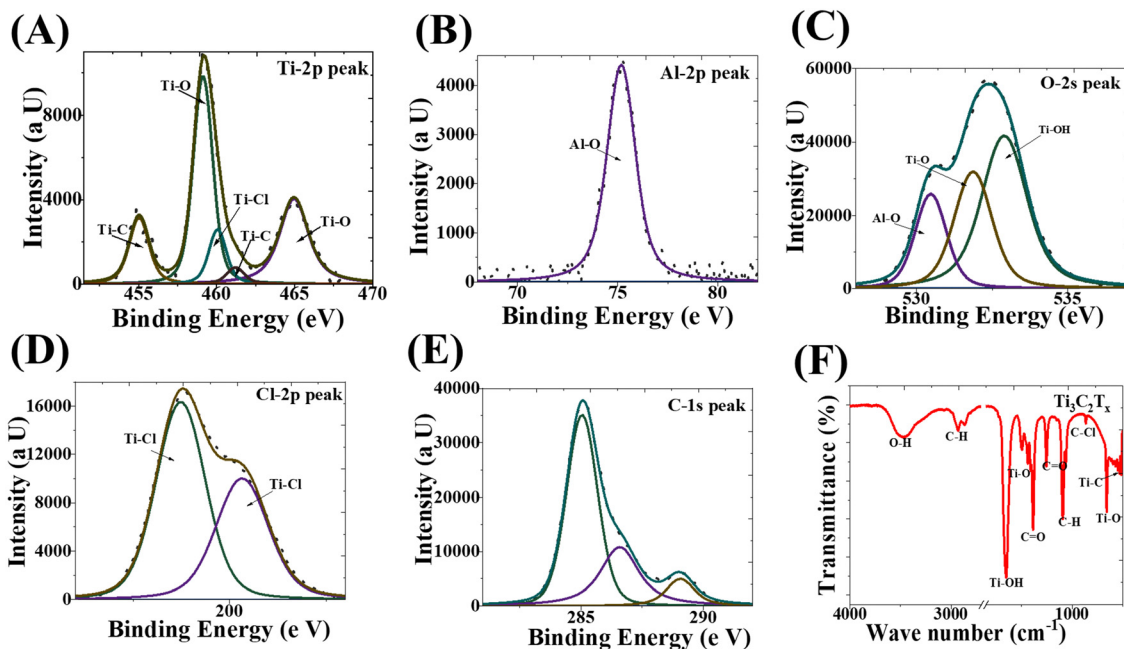 (A)
Ti-2p peak
Ti-O
Ti-C
Ti-Cl
Ti-C
Ti-O
Intensity (a U)
8000
4000
0
455
460
465
470
Binding Energy (eV)
(B)
Al-2p peak
Al-O
Intensity (a U)
4000
3000
2000
1000
0
70
75
80
Binding Energy (e V)
(C)
O-2s peak
Ti-OH
Ti-O
Al-O
Intensity (a U)
60000
40000
20000
0
530
535
Binding Energy (eV)
(D)
Cl-2p peak
Ti-Cl
Ti-Cl
Intensity (a U)
16000
12000
8000
4000
0
200
Binding Energy (e V)
(E)
C-1s peak
Intensity (a U)
40000
30000
20000
10000
0
285
290
Binding Energy (e V)
(F)
Ti3C2Tx
O-H
C-H
C-Cl
Ti-O
C=O
Ti-C
C-H
Ti-O
C=O
Ti-OH
Transmittance (%)
4000
3000
1000
Wave number (cm-1)